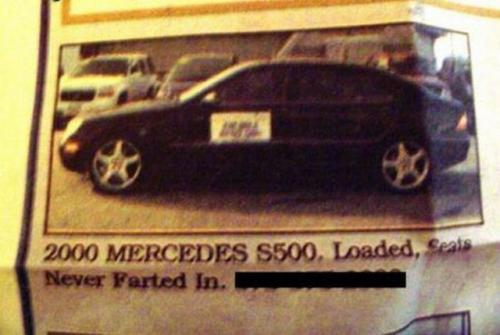 2000 MERCEDES S500. Loaded, Seats
Never Farted In.